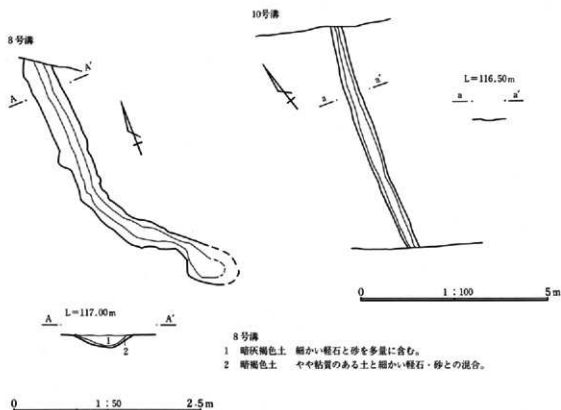 8号溝
A
A'
L=117.00m
A
A'
1
2
0 1:50 2.5m
10号溝
a
a'
L=116.50m
a
a'
0 1:100 5m
8号溝
1 暗灰褐色土 細かい軽石と砂を多量に含む。
2 暗褐色土 やや粘質のある土と細かい軽石・砂との混合。